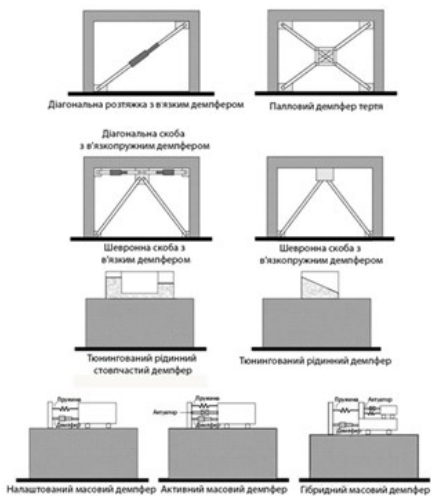 Діагональна розтяжка з в'язким демпфером
Палловий демпфер тертя
Діагональна скоба
з в'язкопружним демпфером
Шевронна скоба з
в'язким демпфером
Шевронна скоба з
в'язкопружним демпфером
Тюнингований рідинний
стовпчастий демпфер
Тюнингований рідинний демпфер
Пружина
Демпфер
Налаштований масовий демпфер
Пружина
Актуатор
Демпфер
Активний масовий демпфер
Пружина
Актуатор
Демпфер
Гібридний масовий демпфер